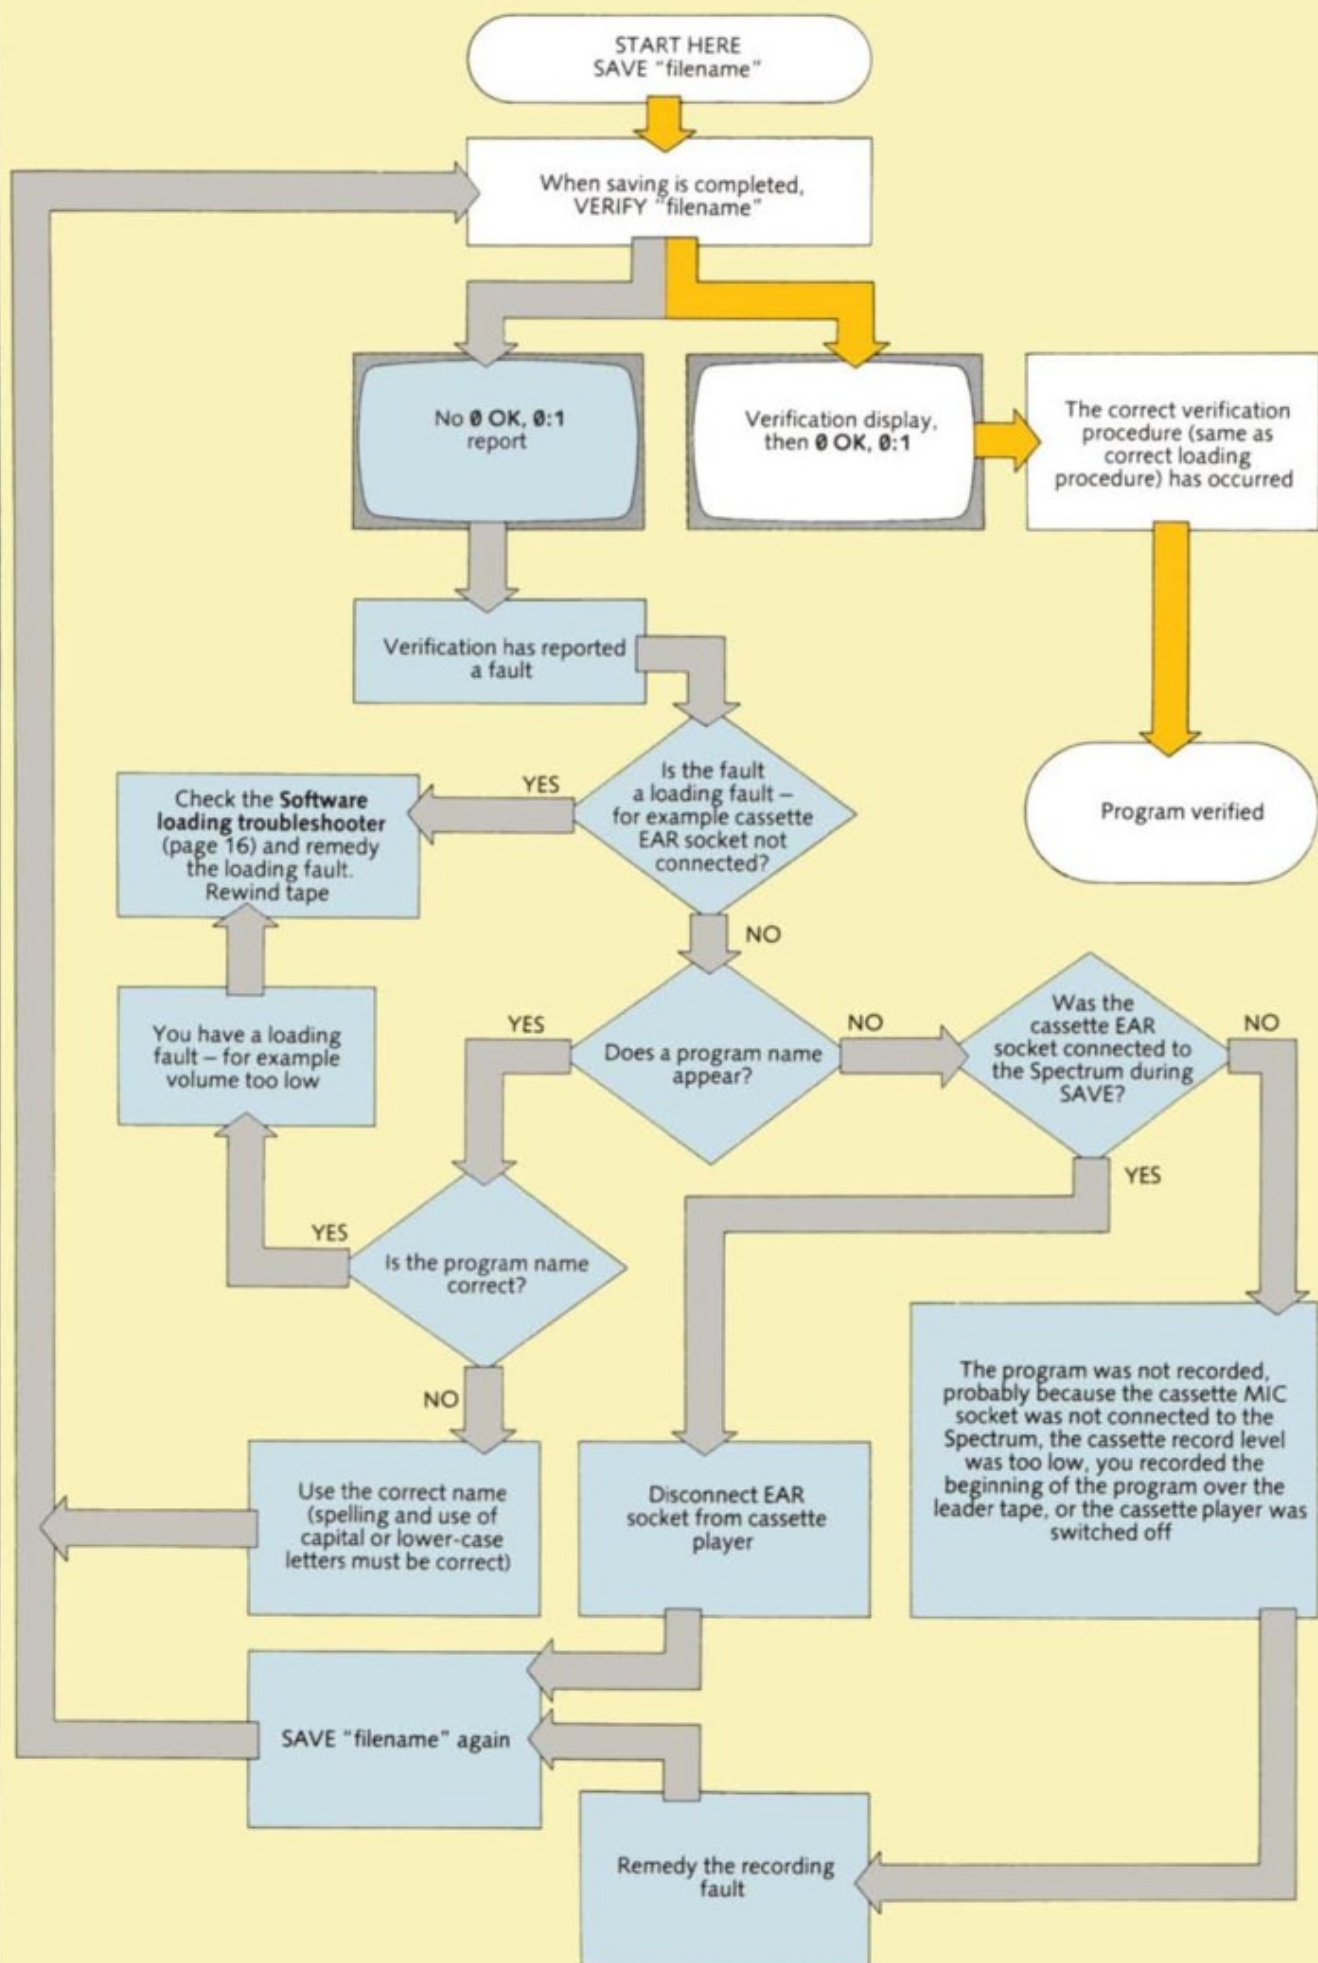 START HERE
SAVE “filename”
When saving is completed,
VERIFY “filename”
No 0 OK, 0:1
report
Verification display,
then 0 OK, 0:1
The correct verification
procedure (same as
correct loading
procedure) has occurred
Verification has reported
a fault
Is the fault
a loading fault –
for example cassette
EAR socket not
connected?
YES
Check the Software
loading troubleshooter
(page 16) and remedy
the loading fault.
Rewind tape
Program verified
NO
You have a loading
fault – for example
volume too low
YES
Does a program name
appear?
NO
Was the
cassette EAR
socket connected to
the Spectrum during
SAVE?
NO
YES
YES
Is the program name
correct?
NO
The program was not recorded,
probably because the cassette MIC
socket was not connected to the
Spectrum, the cassette record level
was too low, you recorded the
beginning of the program over the
leader tape, or the cassette player was
switched off
Use the correct name
(spelling and use of
capital or lower-case
letters must be correct)
Disconnect EAR
socket from cassette
player
SAVE “filename” again
Remedy the recording
fault